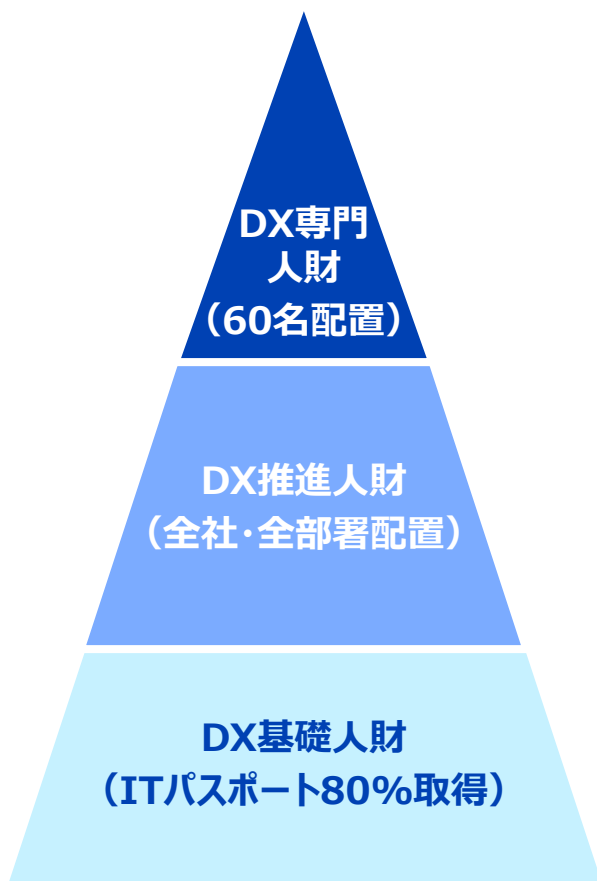 DX専門
人財
（60名配置）
DX推進人財
（全社・全部署配置）
DX基礎人財
（ITパスポート80%取得）